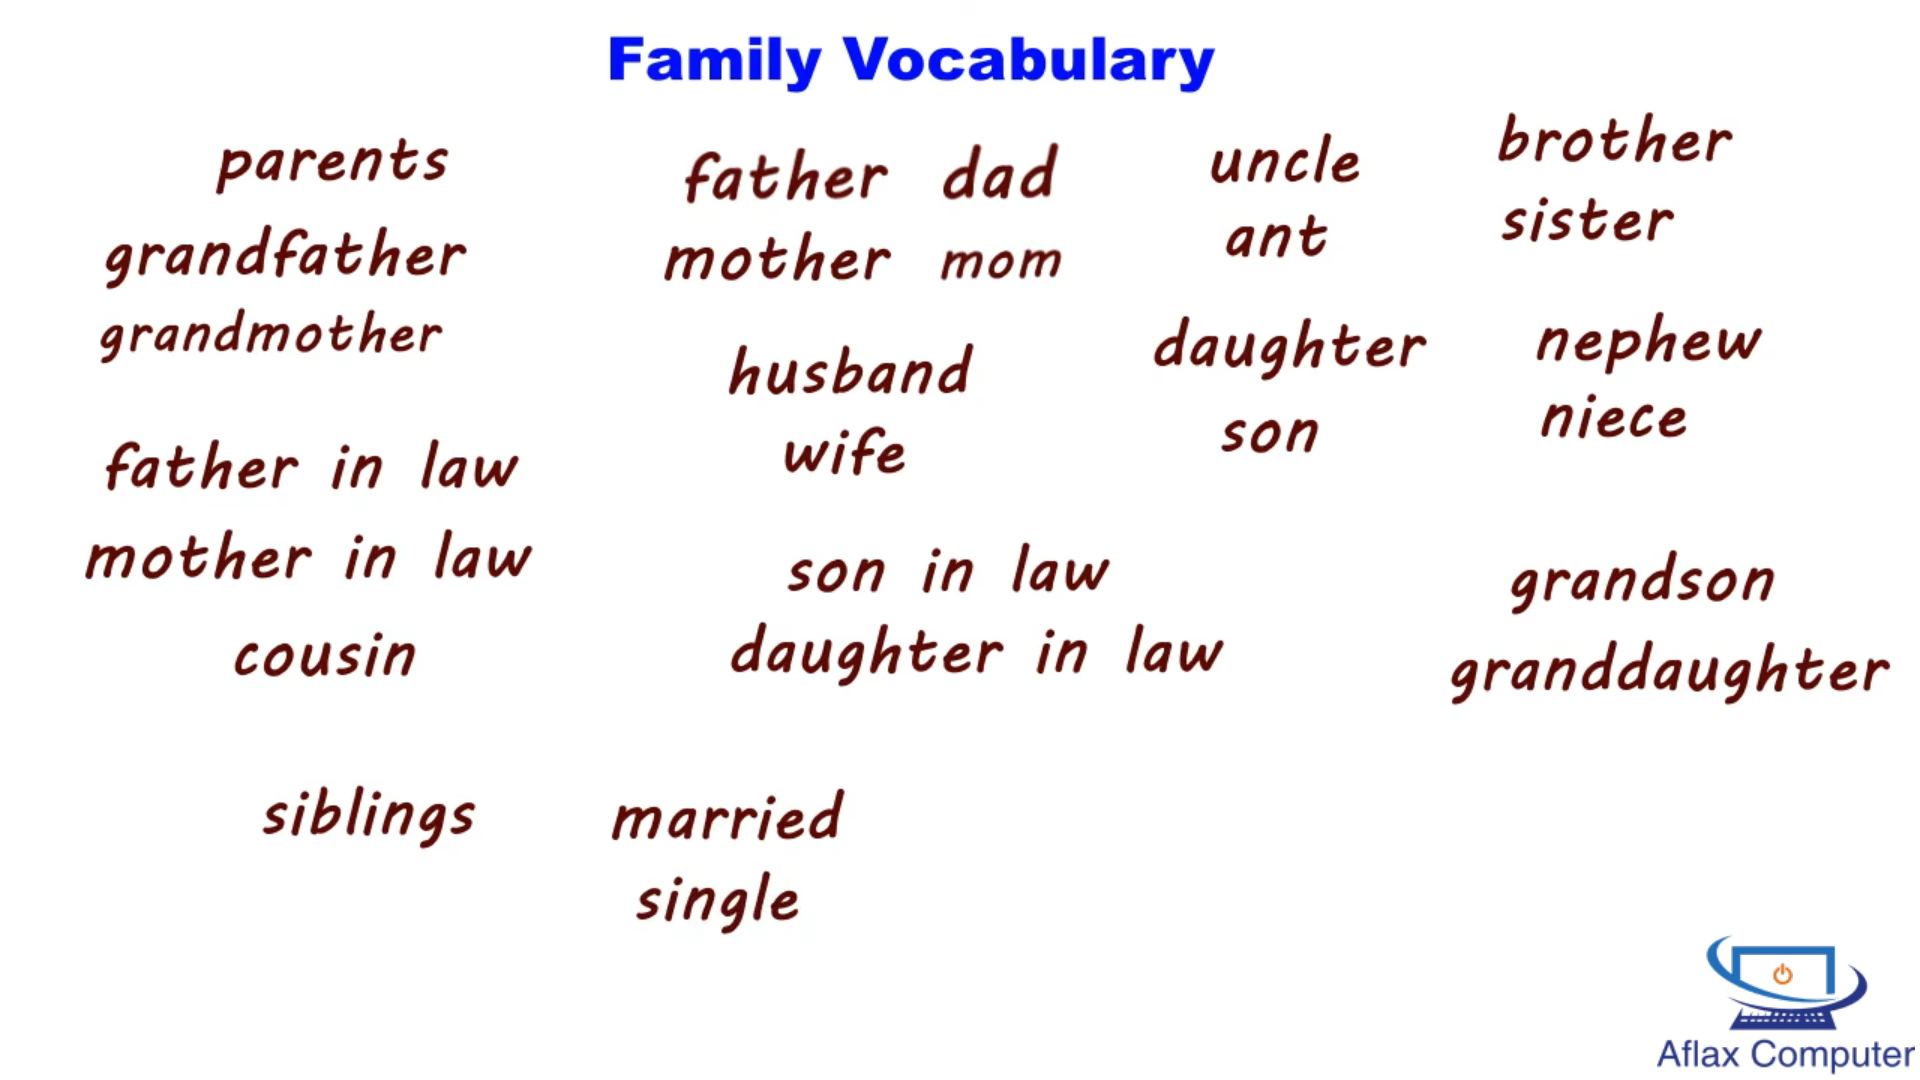 Family Vocabulary
parents
grandfather
grandmother
father in law
mother in law
cousin
siblings
father dad
mother mom
husband
wife
son in law
daughter in law
married
single
uncle
ant
daughter
son
brother
sister
nephew
niece
grandson
granddaughter
Aflax Computer